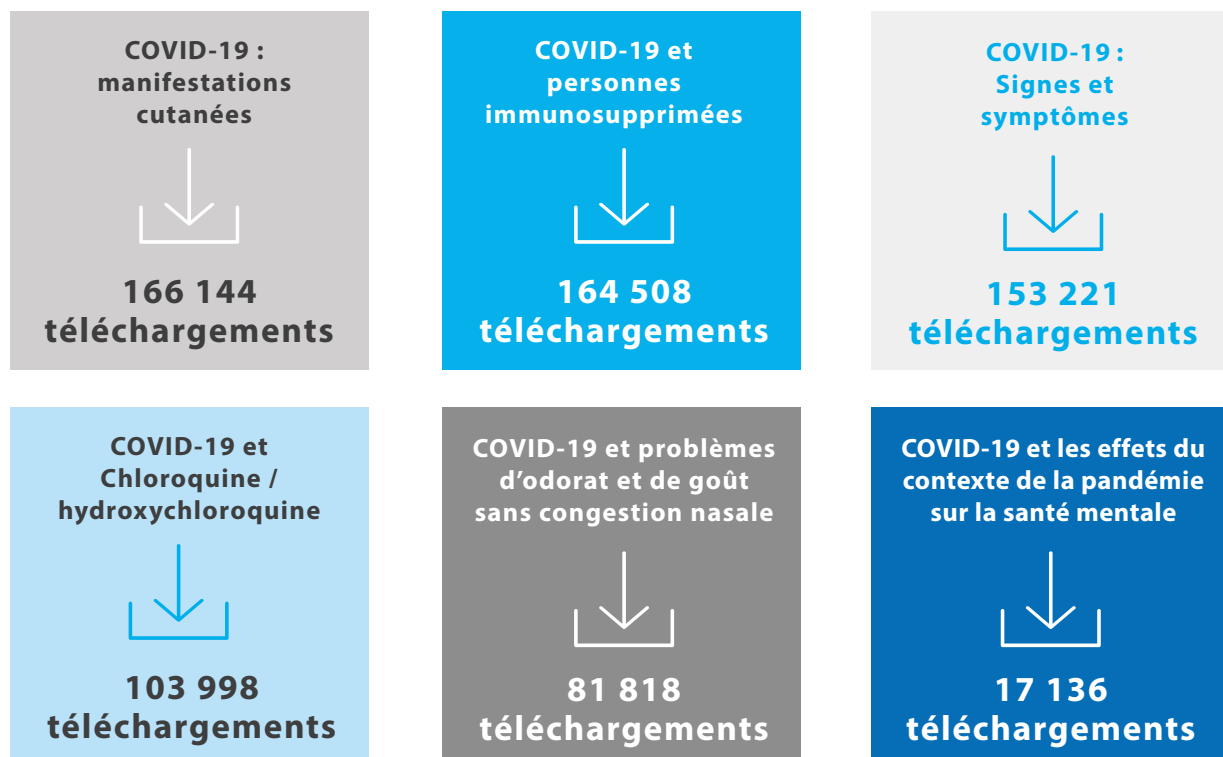 COVID-19 :
manifestations
cutanées
166 144
téléchargements
COVID-19 et
personnes
immunosupprimées
164 508
téléchargements
COVID-19 :
Signes et
symptômes
153 221
téléchargements
COVID-19 et
Chloroquine /
hydroxychloroquine
103 998
téléchargements
COVID-19 et problèmes
d’odorat et de goût
sans congestion nasale
81 818
téléchargements
COVID-19 et les effets du
contexte de la pandémie
sur la santé mentale
17 136
téléchargements